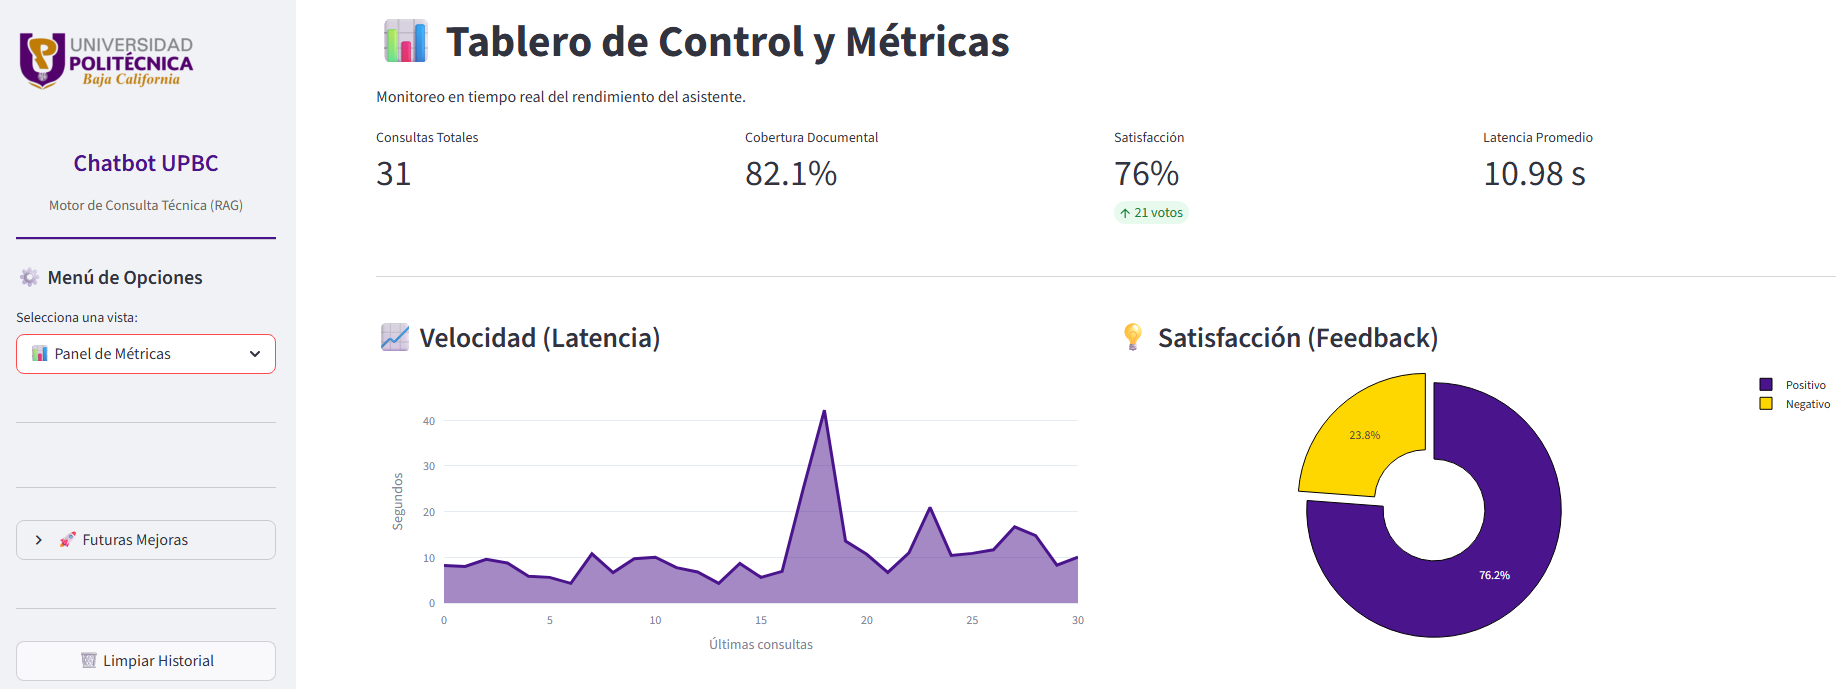 UNIVERSIDAD
POLITÉCNICA
Baja California
Chatbot UPBC
Motor de Consulta Técnica (RAG)
Menú de Opciones
Selecciona una vista:
Panel de Métricas
Futuras Mejoras
Limpiar Historial
Tablero de Control y Métricas
Monitoreo en tiempo real del rendimiento del asistente.
Consultas Totales
31
Cobertura Documental
82.1%
Satisfacción
76%
↑ 21 votos
Latencia Promedio
10.98 s
Velocidad (Latencia)
Segundos
40
30
20
10
0
0 5 10 15 20 25 30
Últimas consultas
Satisfacción (Feedback)
Positivo
Negativo
23.8%
76.2%